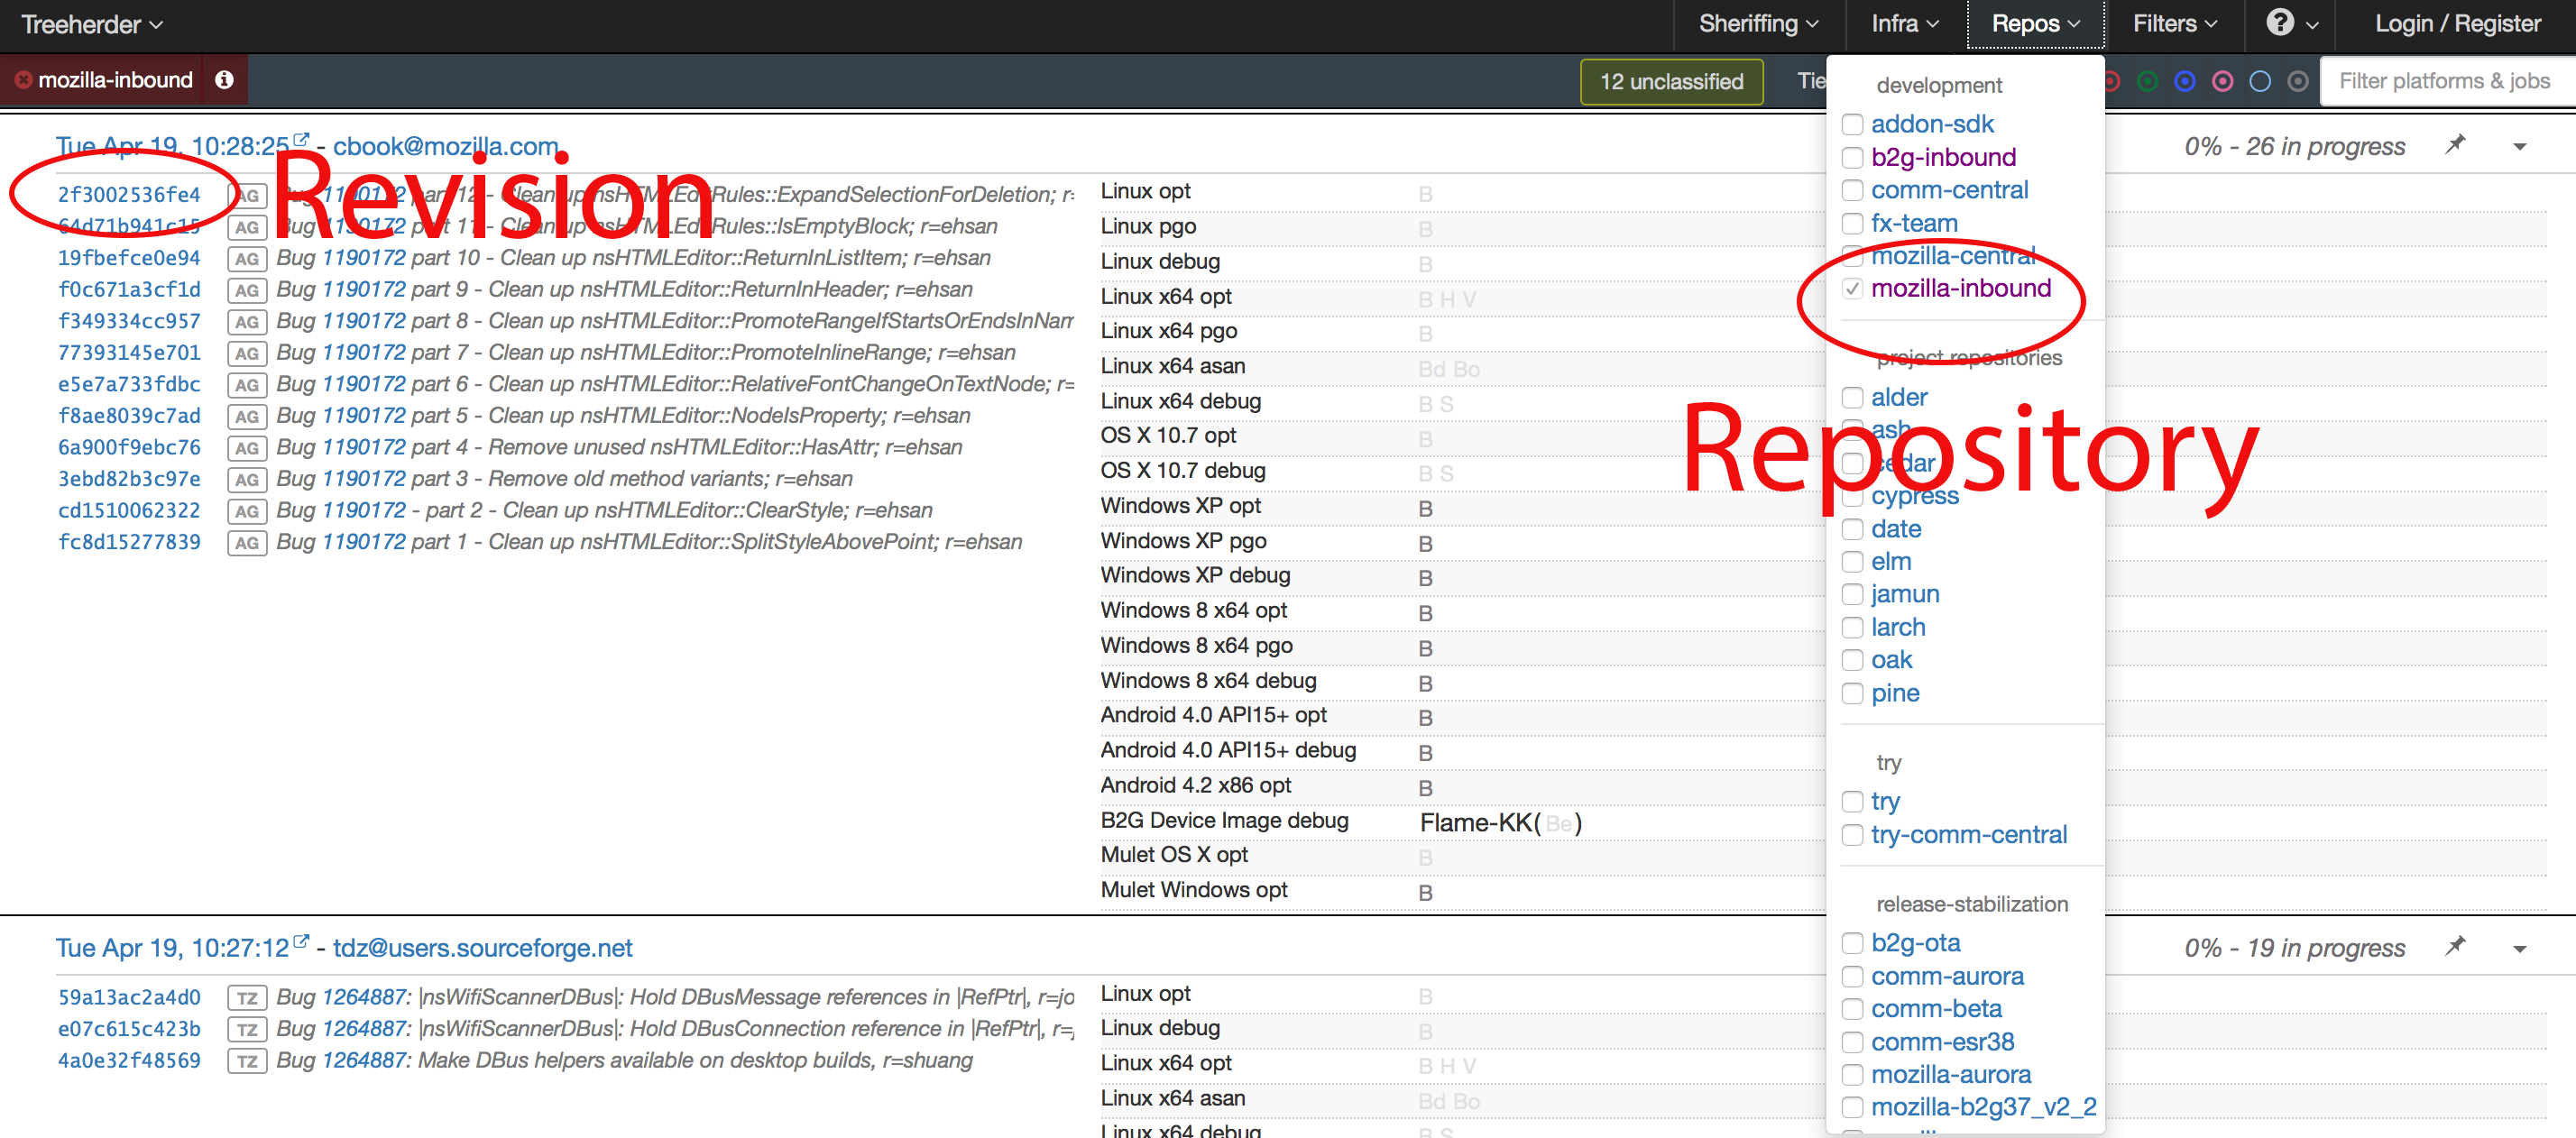 Treeherder
Sheriffing
Infra
Repos
Filters
?
Login / Register
mozilla-inbound
12 unclassified
Tie
Filter platforms & jobs
Tue Apr 19, 10:28:25 - cbook@mozilla.com
0% - 26 in progress
Revision
2f3002536fe4 AG Bug 1190172 part 12 - Clean up nsHTMLEditRules::ExpandSelectionForDeletion; r=
64d71b941c15 AG Bug 1190172 part 11 - Clean up nsHTMLEditRules::IsEmptyBlock; r=ehsan
19fbefce0e94 AG Bug 1190172 part 10 - Clean up nsHTMLEditor::ReturnInListItem; r=ehsan
f0c671a3cf1d AG Bug 1190172 part 9 - Clean up nsHTMLEditor::ReturnInHeader; r=ehsan
f349334cc957 AG Bug 1190172 part 8 - Clean up nsHTMLEditor::PromoteRangeIfStartsOrEndsInNam
77393145e701 AG Bug 1190172 part 7 - Clean up nsHTMLEditor::PromoteInlineRange; r=ehsan
e5e7a733fdbc AG Bug 1190172 part 6 - Clean up nsHTMLEditor::RelativeFontChangeOnTextNode; r=
f8ae8039c7ad AG Bug 1190172 part 5 - Clean up nsHTMLEditor::NodeIsProperty; r=ehsan
6a900f9ebc76 AG Bug 1190172 part 4 - Remove unused nsHTMLEditor::HasAttr; r=ehsan
3ebd82b3c97e AG Bug 1190172 part 3 - Remove old method variants; r=ehsan
cd1510062322 AG Bug 1190172 - part 2 - Clean up nsHTMLEditor::ClearStyle; r=ehsan
fc8d15277839 AG Bug 1190172 part 1 - Clean up nsHTMLEditor::SplitStyleAbovePoint; r=ehsan
Linux opt B
Linux pgo B
Linux debug B
Linux x64 opt B H V
Linux x64 pgo B
Linux x64 asan Bd Bo
Linux x64 debug B S
OS X 10.7 opt B
OS X 10.7 debug B S
Windows XP opt B
Windows XP pgo B
Windows XP debug B
Windows 8 x64 opt B
Windows 8 x64 pgo B
Windows 8 x64 debug B
Android 4.0 API15+ opt B
Android 4.0 API15+ debug B
Android 4.2 x86 opt B
B2G Device Image debug Flame-KK( Be )
Mulet OS X opt B
Mulet Windows opt B
development
addon-sdk
b2g-inbound
comm-central
fx-team
mozilla-central
mozilla-inbound
project repositories
alder
ash
Repository
cedar
cypress
date
elm
jamun
larch
oak
pine
try
try
try-comm-central
release-stabilization
b2g-ota
comm-aurora
comm-beta
comm-esr38
mozilla-aurora
mozilla-b2g37_v2_2
Tue Apr 19, 10:27:12 - tdz@users.sourceforge.net
0% - 19 in progress
59a13ac2a4d0 TZ Bug 1264887: |nsWifiScannerDBus|: Hold DBusMessage references in |RefPtr|, r=jo
e07c615c423b TZ Bug 1264887: |nsWifiScannerDBus|: Hold DBusConnection reference in |RefPtr|, r=j
4a0e32f48569 TZ Bug 1264887: Make DBus helpers available on desktop builds, r=shuang
Linux opt B
Linux debug B
Linux x64 opt B H V
Linux x64 asan Bd Bo
Linux x64 debug B S